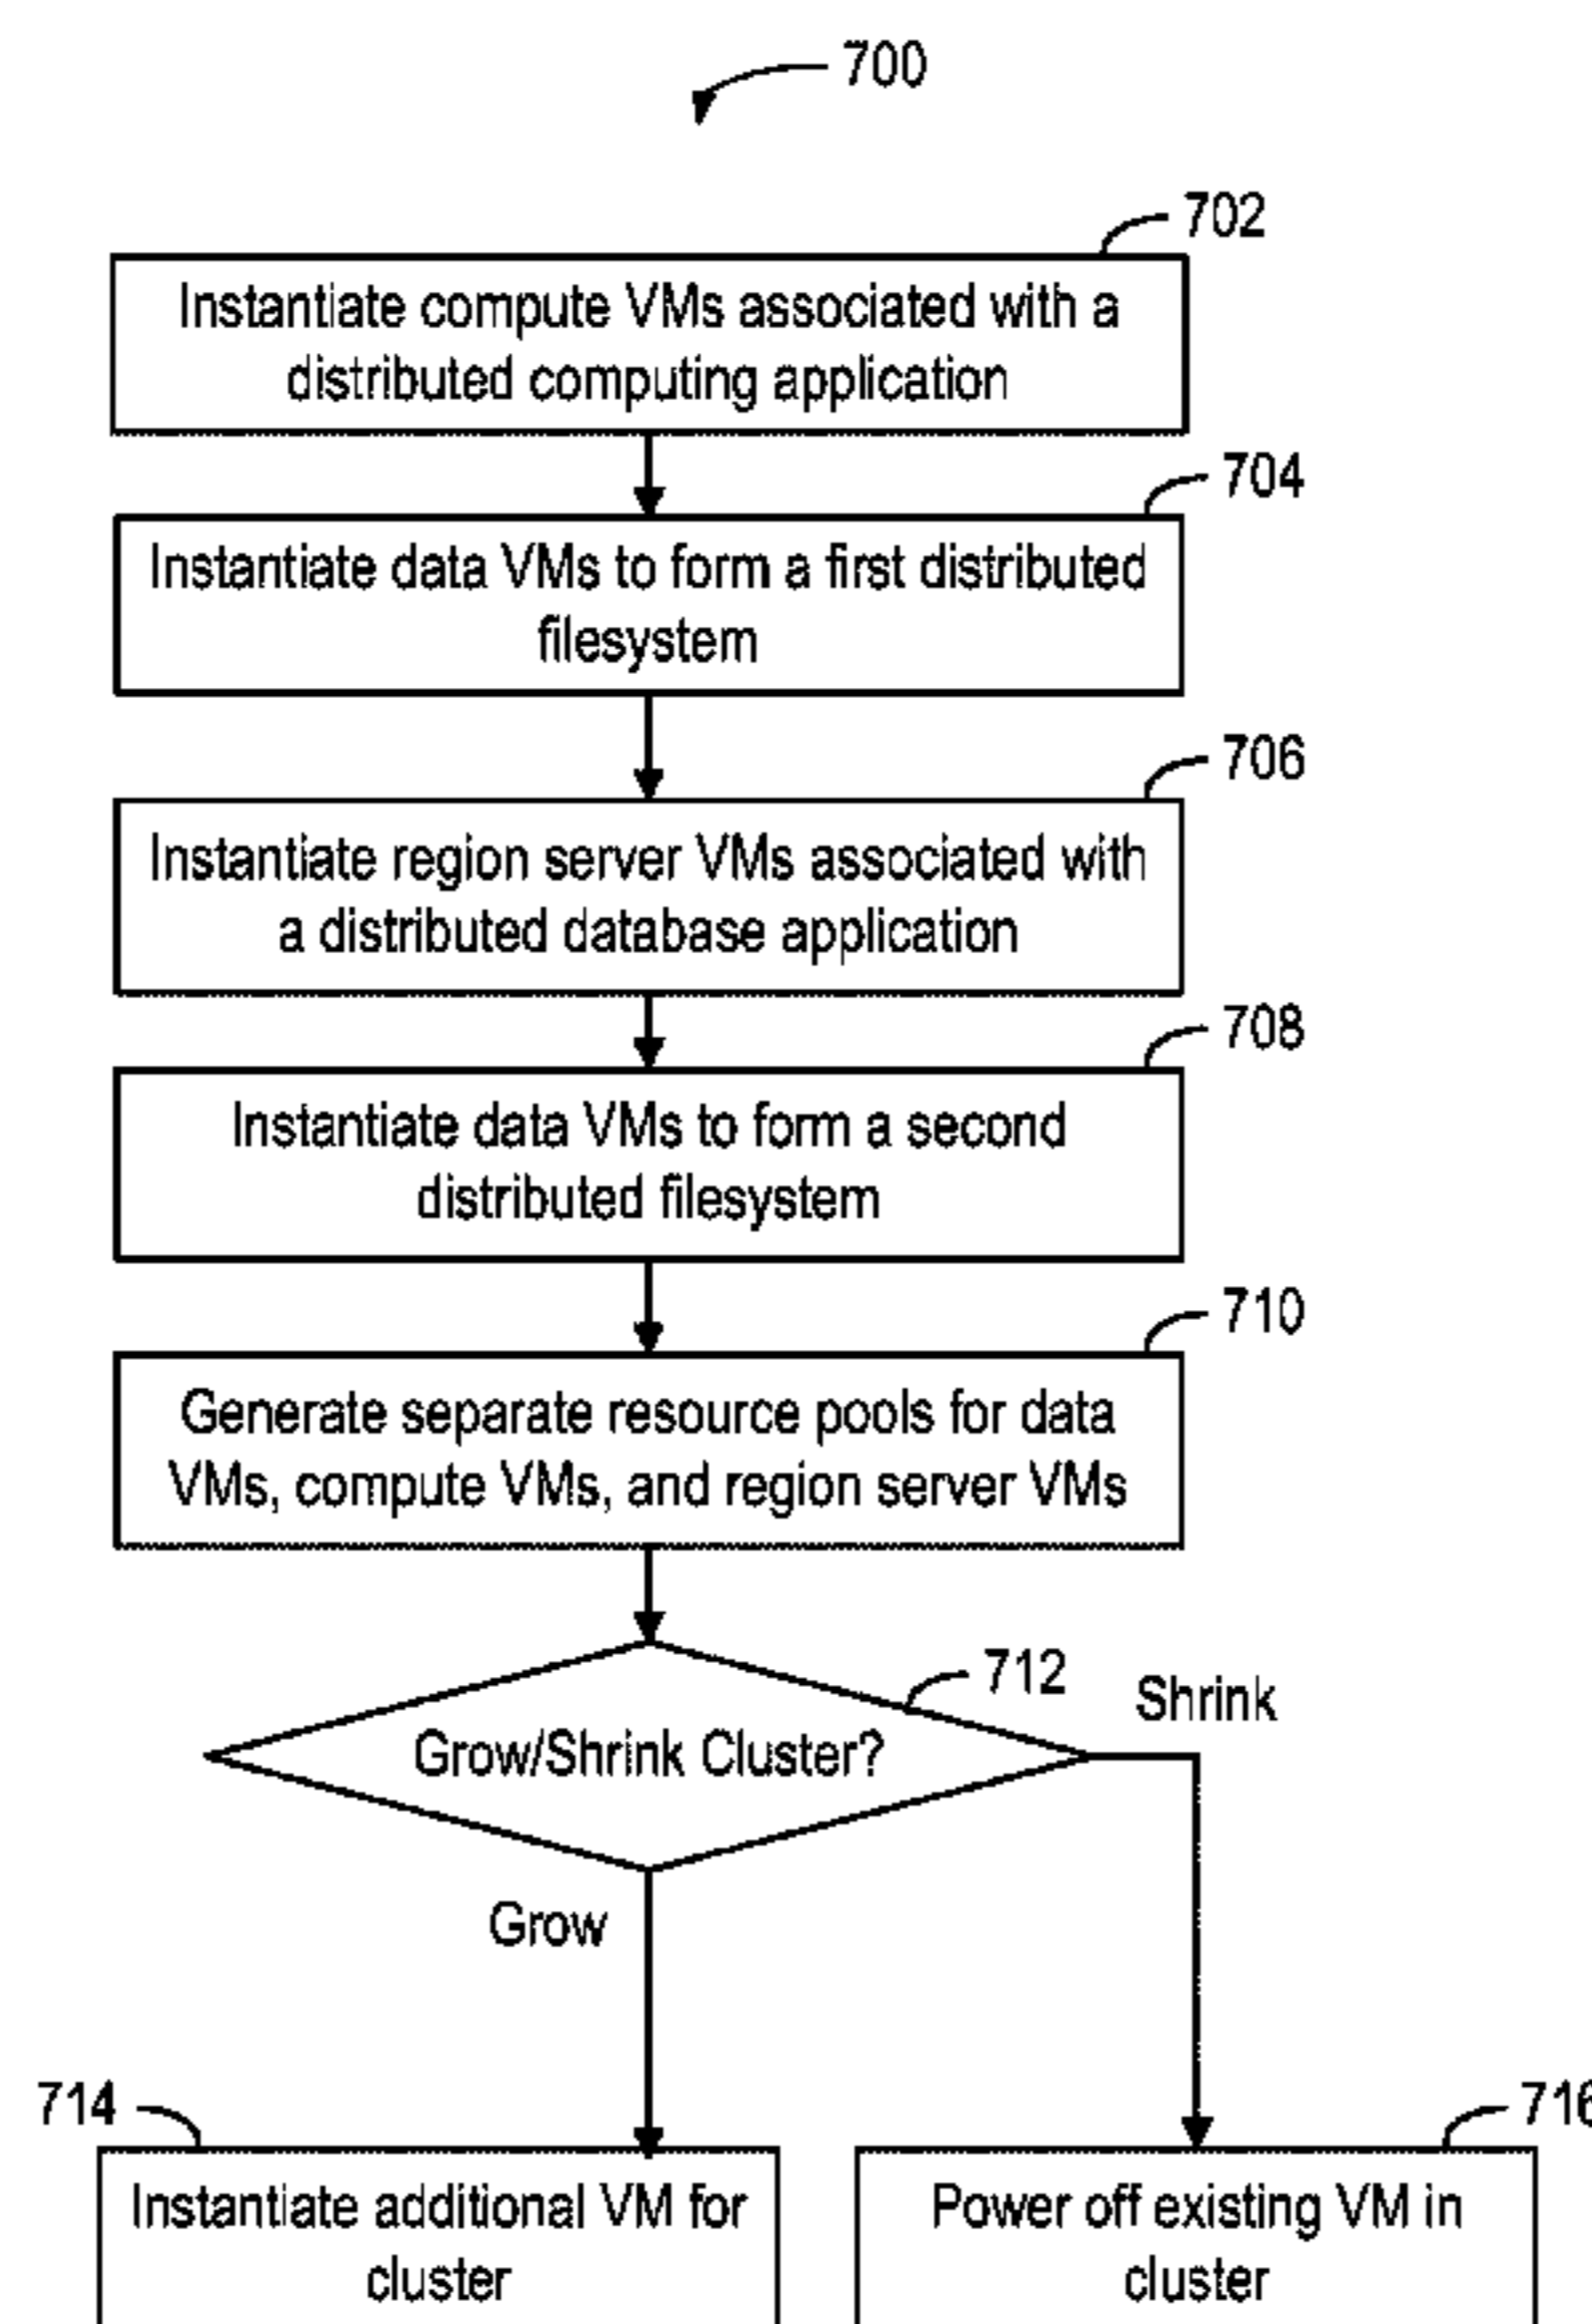 700
702
Instantiate compute VMs associated with a
distributed computing application
704
Instantiate data VMs to form a first distributed
filesystem
706
Instantiate region server VMs associated with
a distributed database application
708
Instantiate data VMs to form a second
distributed filesystem
710
Generate separate resource pools for data
VMs, compute VMs, and region server VMs
712
Shrink
Grow/Shrink Cluster?
Grow
714
716
Instantiate additional VM for
cluster
Power off existing VM in
cluster